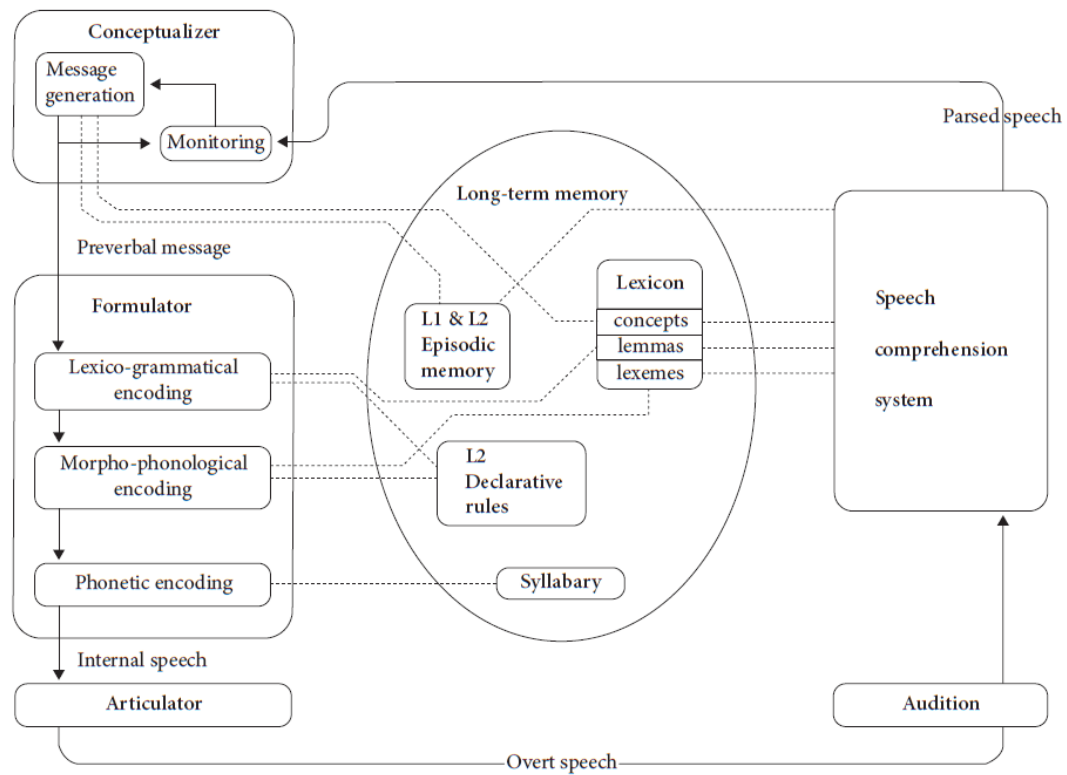 Conceptualizer
Message
generation
Monitoring
Parsed speech
Long-term memory
Preverbal message
Formulator
Lexico-grammatical
encoding
Morpho-phonological
encoding
Phonetic encoding
L1 & L2
Episodic
memory
Lexicon
concepts
lemmas
lexemes
L2
Declarative
rules
Syllabary
Speech
comprehension
system
Internal speech
Articulator
Audition
Overt speech